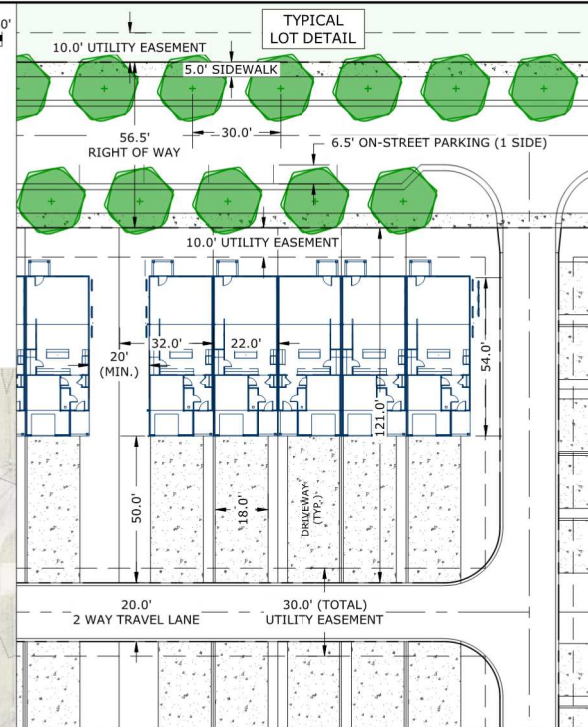 0'
TYPICAL
LOT DETAIL
10.0' UTILITY EASEMENT
5.0' SIDEWALK
30.0'
56.5'
RIGHT OF WAY
6.5' ON-STREET PARKING (1 SIDE)
10.0' UTILITY EASEMENT
32.0'
22.0'
20'
(MIN.)
54.0'
121.0'
50.0'
18.0'
DRIVEWAY
(TYP.)
20.0'
2 WAY TRAVEL LANE
30.0' (TOTAL)
UTILITY EASEMENT